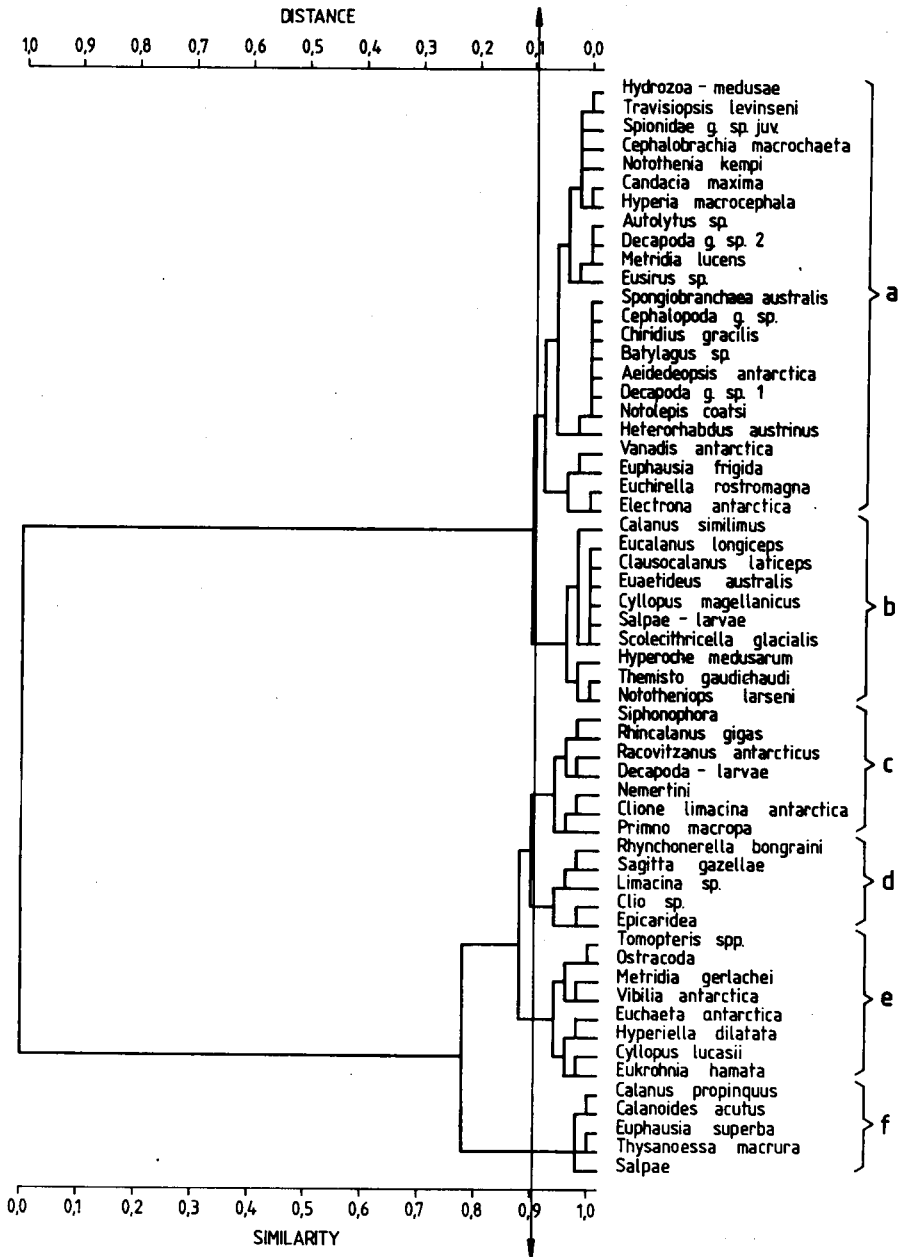 DISTANCE
1,0 0,8 0,8 0,7 0,6 0,5 0,4 0,3 0,2 0,1 0,0
Hydrozoa - medusae
Travisiopsis levinseni
Spionidae g. sp. juv.
Cephalobrachia macrochaeta
Notothenia kempi
Candacia maxima
Hyperia macrocephala
Autolytus sp.
Decapoda g. sp. 2
Metridia lucens
Eusirus sp.
Spongiobranchaea australis
Cephalopoda g. sp.
Chiridius gracilis
Batylagus sp.
Aeidedeopsis antarctica
Decapoda g. sp. 1
Notolepis coatsi
Heterorhabdus austrinus
Vanadis antarctica
Euphausia frigida
Euchirella rostromagna
Electrona antarctica
a
Calanus similimus
Eucalanus longiceps
Clausocalanus laticeps
Euaetideus australis
Cyllopus magellanicus
Salpae - larvae
Scolecithricella glacialis
Hyperoche medusarum
Themisto gaudichaudi
Nototheniops larseni
b
Siphonophora
Rhincalanus gigas
Racovitzanus antarcticus
Decapoda - larvae
Nemertini
Clione limacina antarctica
Primno macropa
c
Rhynchonerella bongraini
Sagitta gazellae
Limacina sp.
Clio sp.
Epicaridea
d
Tomopteris spp.
Ostracoda
Metridia gerlachei
Vibilia antarctica
Euchaeta antarctica
Hyperiella dilatata
Cyllopus lucasii
Eukrohnia hamata
e
Calanus propinquus
Calanoides acutus
Euphausia superba
Thysanoessa macrura
Salpae
f
0,0 0,1 0,2 0,3 0,4 0,5 0,6 0,7 0,8 0,9 1,0
SIMILARITY